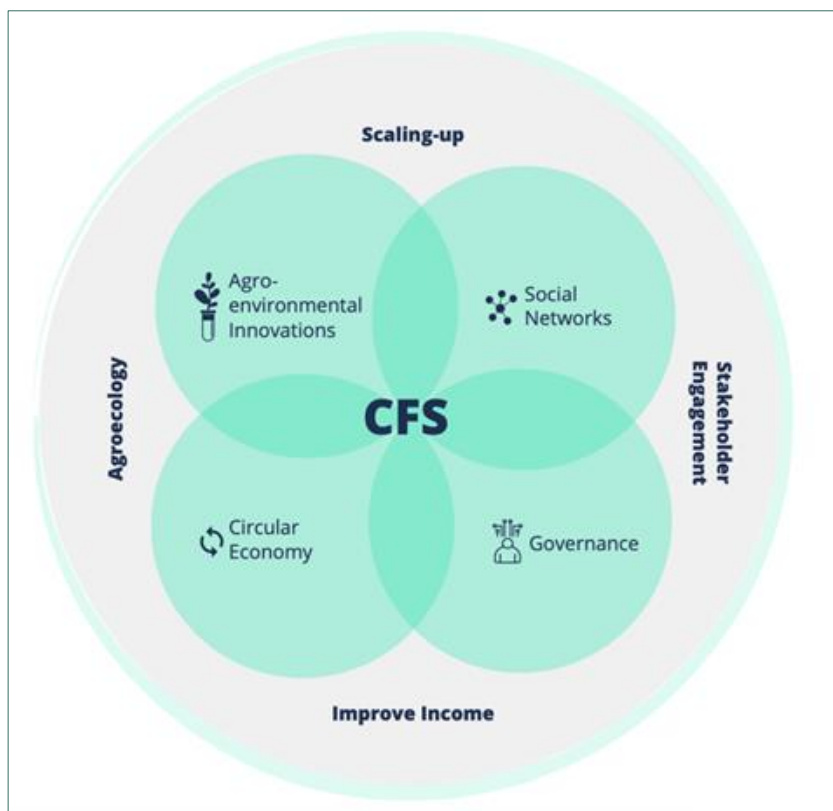 Scaling-up
Agro-
environmental
Innovations
Social
Networks
Agroecology
CFS
Stakeholder
Engagement
Circular
Economy
Governance
Improve Income